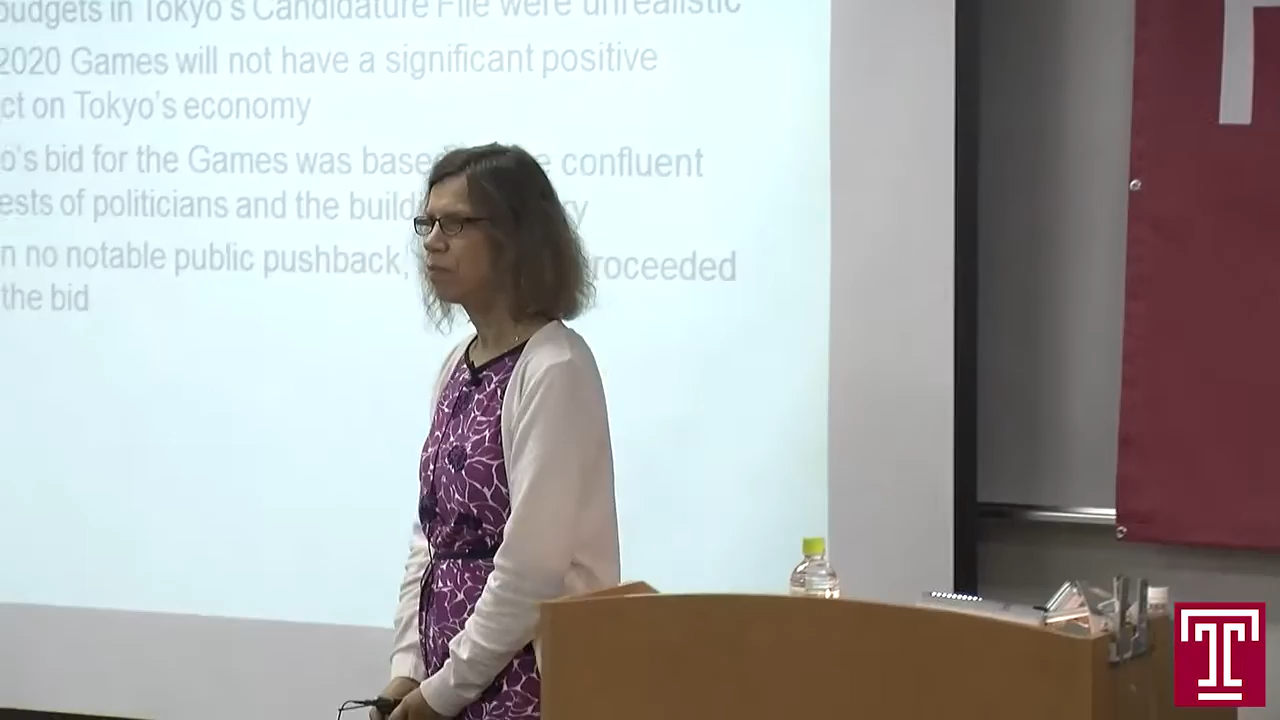 budgets in Tokyo's Candidature File were unrealistic
2020 Games will not have a significant positive
ct on Tokyo's economy
o's bid for the Games was base confluent
ests of politicians and the build y
n no notable public pushback, roceeded
the bid
T